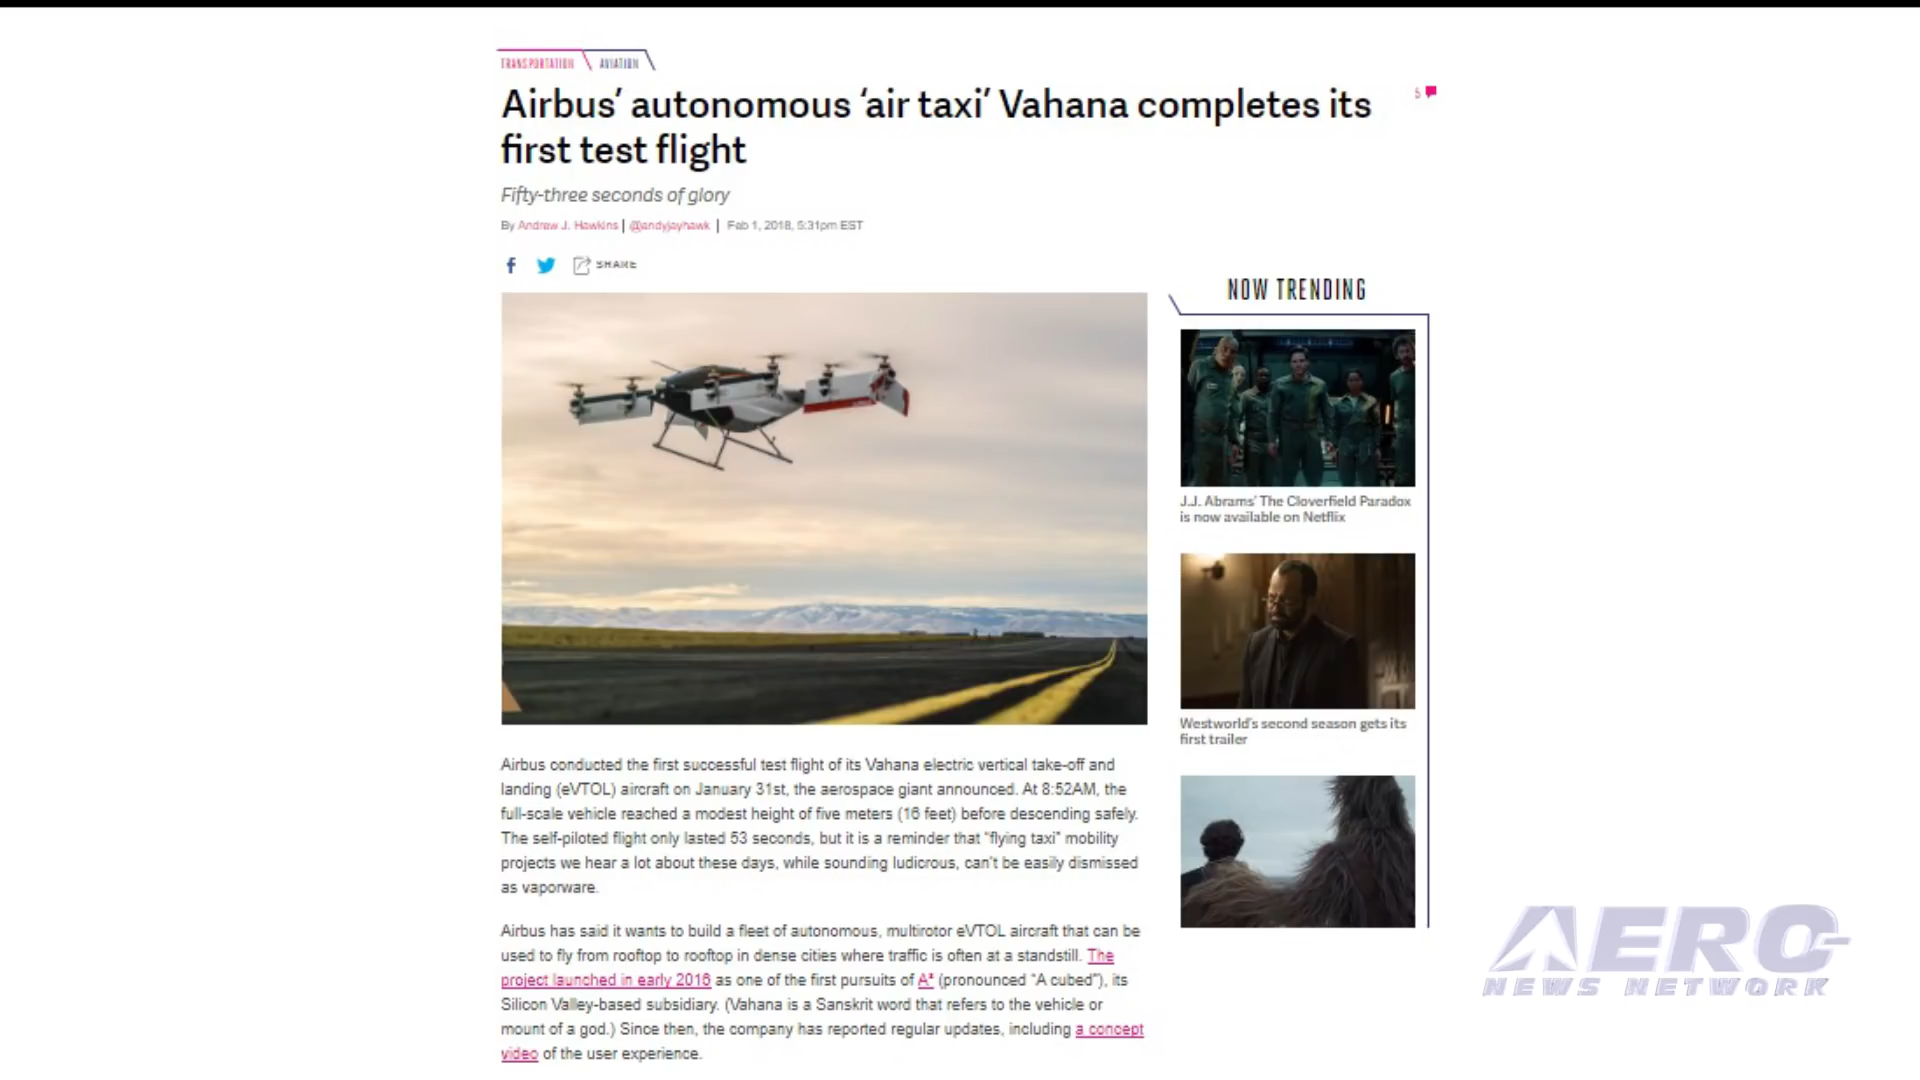 TRANSPORTATION
AVIATION
Airbus’ autonomous ‘air taxi’ Vahana completes its
first test flight
5
Fifty-three seconds of glory
By Andrew J. Hawkins | @andyjayhawk | Feb 1, 2018, 5:31pm EST
SHARE
NOW TRENDING
J.J. Abrams’ The Cloverfield Paradox
is now available on Netflix
Westworld’s second season gets its
first trailer
Airbus conducted the first successful test flight of its Vahana electric vertical take-off and
landing (eVTOL) aircraft on January 31st, the aerospace giant announced. At 8:52AM, the
full-scale vehicle reached a modest height of five meters (16 feet) before descending safely.
The self-piloted flight only lasted 53 seconds, but it is a reminder that “flying taxi” mobility
projects we hear a lot about these days, while sounding ludicrous, can’t be easily dismissed
as vaporware.
Airbus has said it wants to build a fleet of autonomous, multirotor eVTOL aircraft that can be
used to fly from rooftop to rooftop in dense cities where traffic is often at a standstill. The
project launched in early 2016 as one of the first pursuits of A³ (pronounced “A cubed”), its
Silicon Valley-based subsidiary. (Vahana is a Sanskrit word that refers to the vehicle or
mount of a god.) Since then, the company has reported regular updates, including a concept
video of the user experience.
AERO
NEWS NETWORK